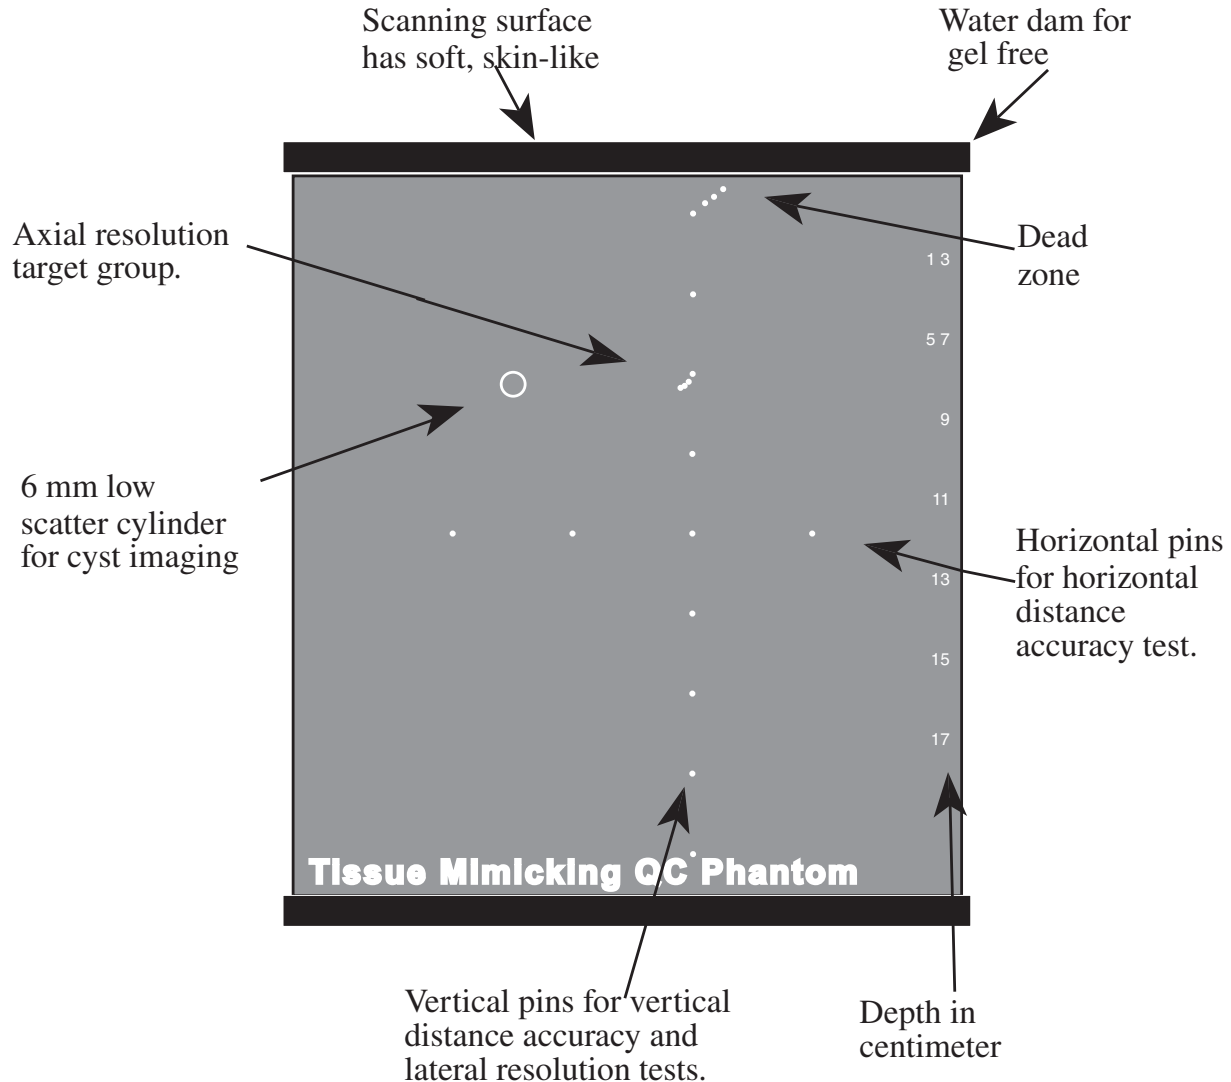 Scanning surface
has soft, skin-like
Water dam for
gel free
Axial resolution
target group.
Dead
zone
1 3
5 7
9
11
13
15
17
6 mm low
scatter cylinder
for cyst imaging
Horizontal pins
for horizontal
distance
accuracy test.
Tissue Mimicking QC Phantom
Vertical pins for vertical
distance accuracy and
lateral resolution tests.
Depth in
centimeter